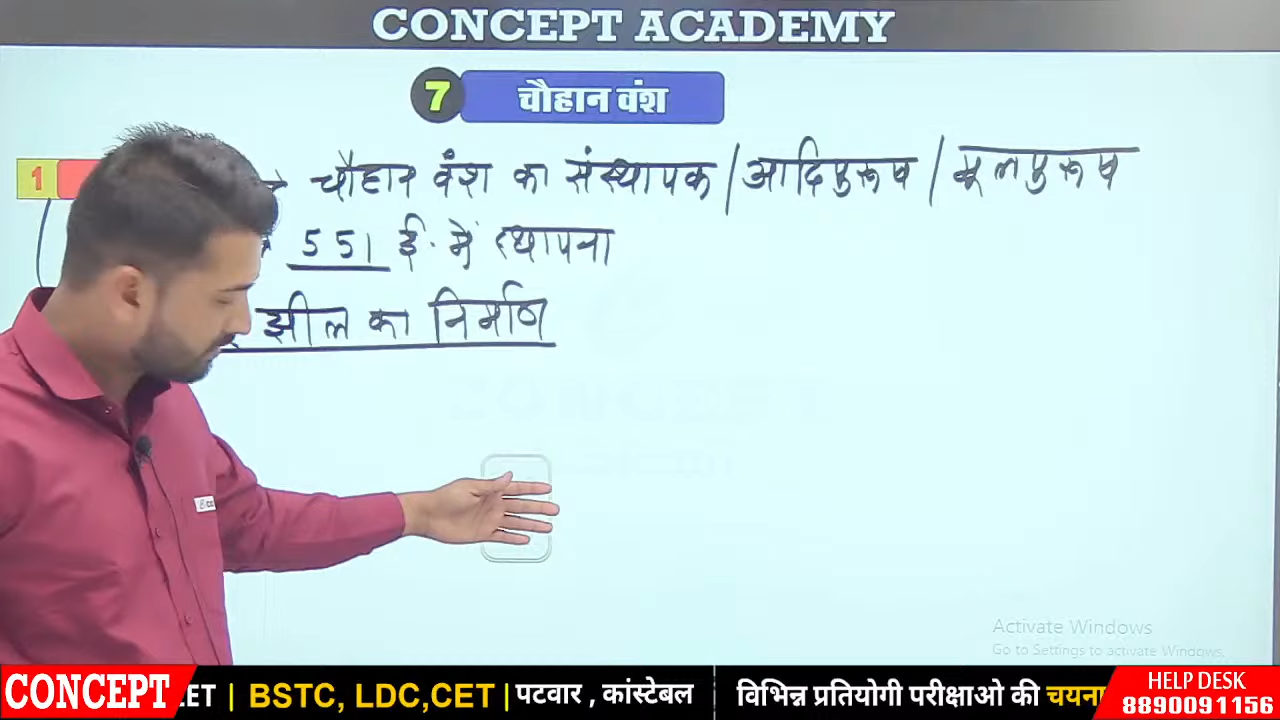 CONCEPT ACADEMY
7 चौहान वंश
1 चौहान वंश का संस्थापक / आदिपुरूष / मूलपुरूष
551 ई. में स्थापना
झील का निर्माण
Activate Windows
Go to Settings to activate Windows.
CONCEPT ET | BSTC, LDC,CET | पटवार , कांस्टेबल विभिन्न प्रतियोगी परीक्षाओ की चयना HELP DESK
8890091156